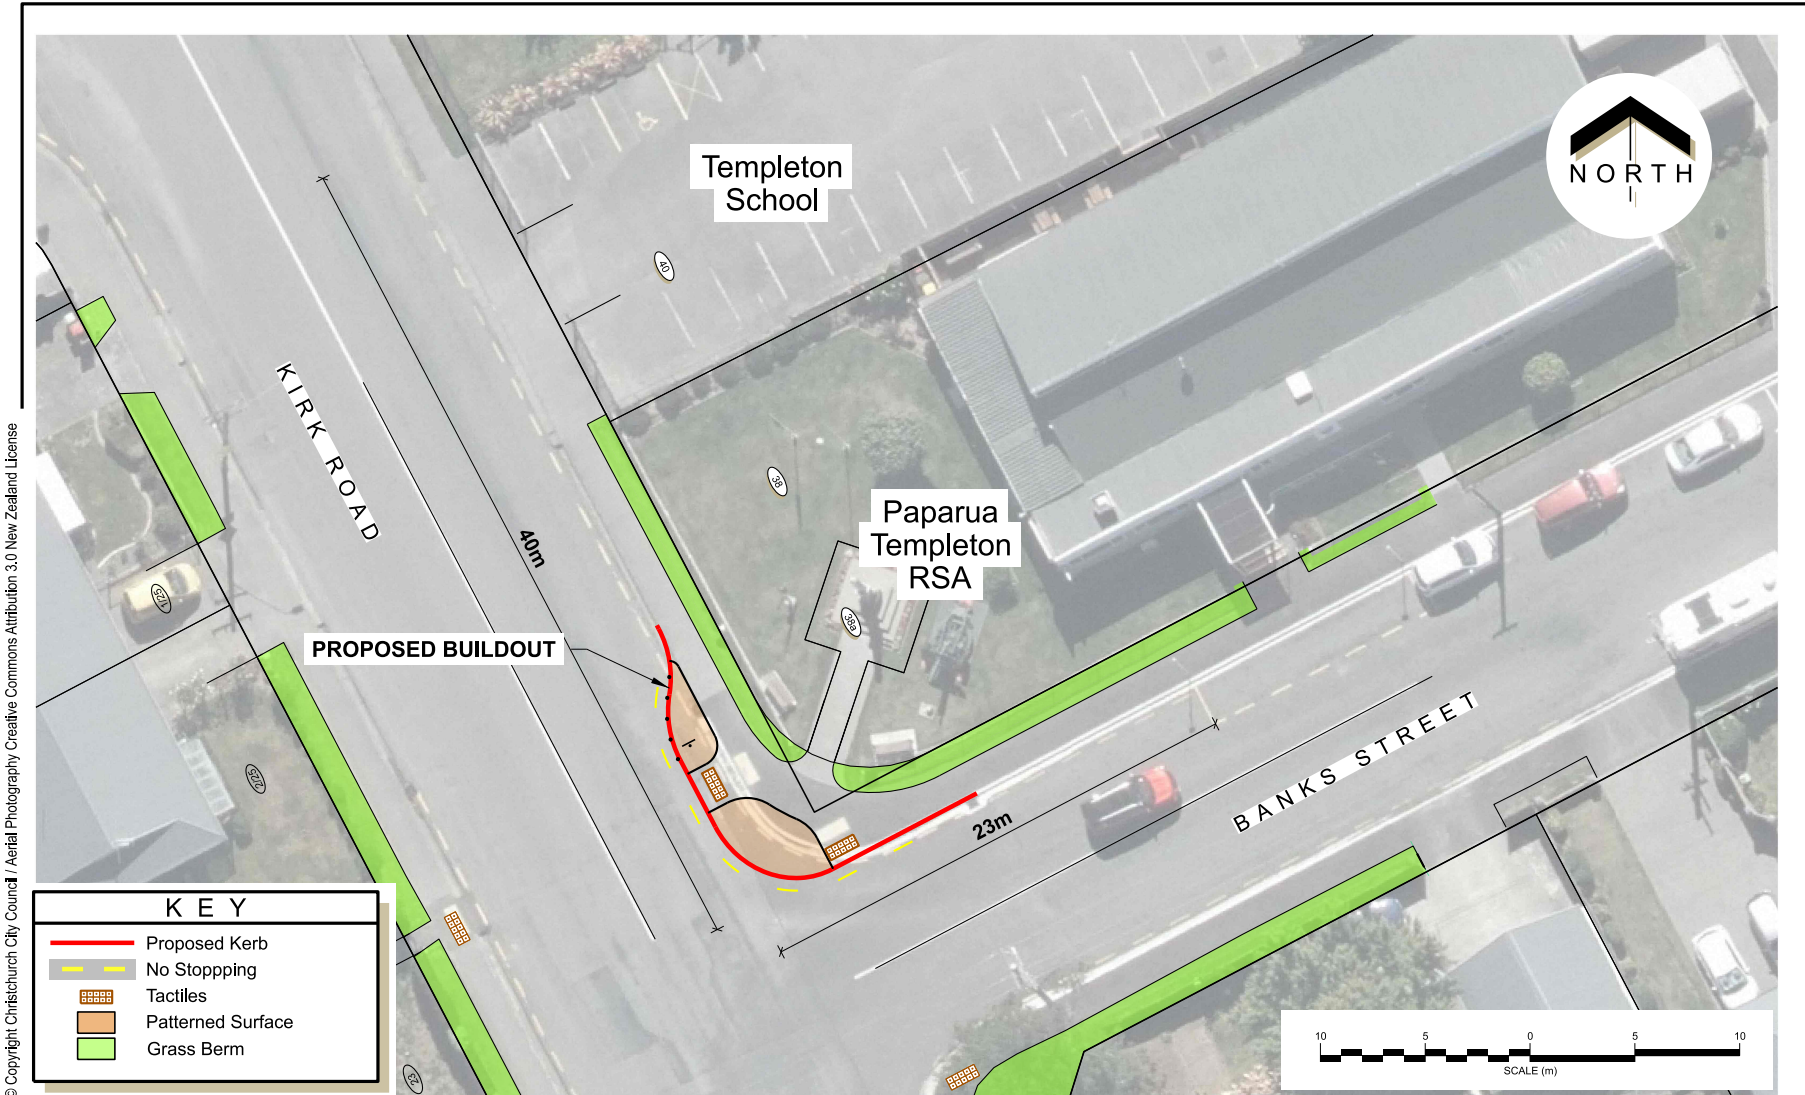 Templeton
School
NORTH
40
KIRK ROAD
38
40m
Paparua
Templeton
RSA
1/25
38a
PROPOSED BUILDOUT
2/25
BANKS STREET
23m
KEY
Proposed Kerb
No Stoppping
Tactiles
Patterned Surface
Grass Berm
23
10 5 0 5 10
SCALE (m)
© Copyright Christchurch City Council / Aerial Photography Creative Commons Attribution 3.0 New Zealand License